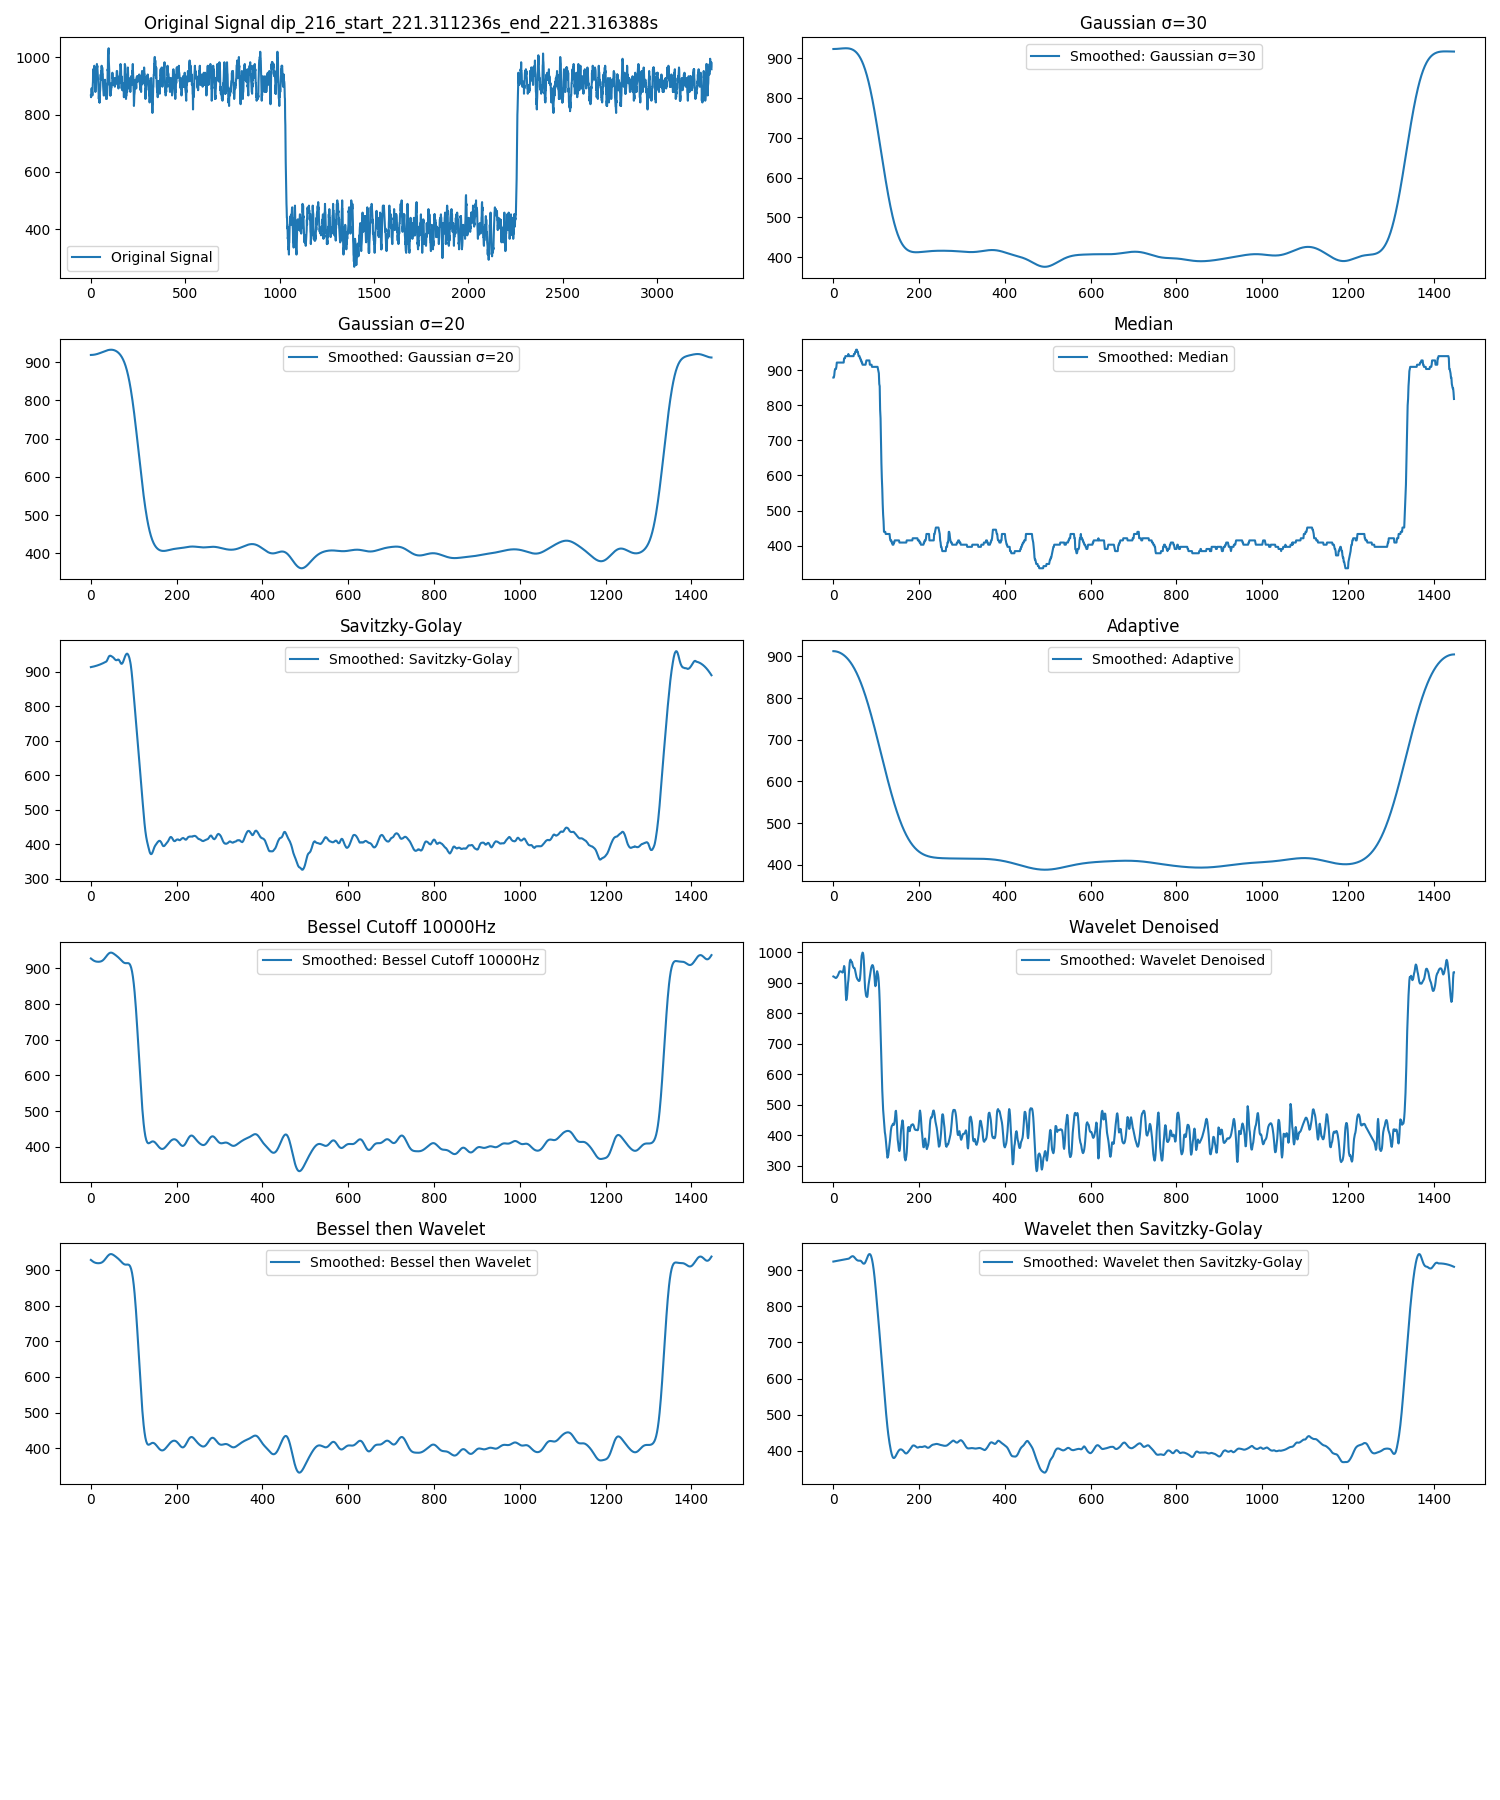 Original Signal dip_216_start_221.311236s_end_221.316388s
1000
800
600
400
Original Signal
0 500 1000 1500 2000 2500 3000
Gaussian σ=30
Smoothed: Gaussian σ=30
900
800
700
600
500
400
0 200 400 600 800 1000 1200 1400
Gaussian σ=20
Smoothed: Gaussian σ=20
900
800
700
600
500
400
0 200 400 600 800 1000 1200 1400
Median
Smoothed: Median
900
800
700
600
500
400
0 200 400 600 800 1000 1200 1400
Savitzky-Golay
Smoothed: Savitzky-Golay
900
800
700
600
500
400
300
0 200 400 600 800 1000 1200 1400
Adaptive
Smoothed: Adaptive
900
800
700
600
500
400
0 200 400 600 800 1000 1200 1400
Bessel Cutoff 10000Hz
Smoothed: Bessel Cutoff 10000Hz
900
800
700
600
500
400
0 200 400 600 800 1000 1200 1400
Wavelet Denoised
Smoothed: Wavelet Denoised
1000
900
800
700
600
500
400
300
0 200 400 600 800 1000 1200 1400
Bessel then Wavelet
Smoothed: Bessel then Wavelet
900
800
700
600
500
400
0 200 400 600 800 1000 1200 1400
Wavelet then Savitzky-Golay
Smoothed: Wavelet then Savitzky-Golay
900
800
700
600
500
400
0 200 400 600 800 1000 1200 1400